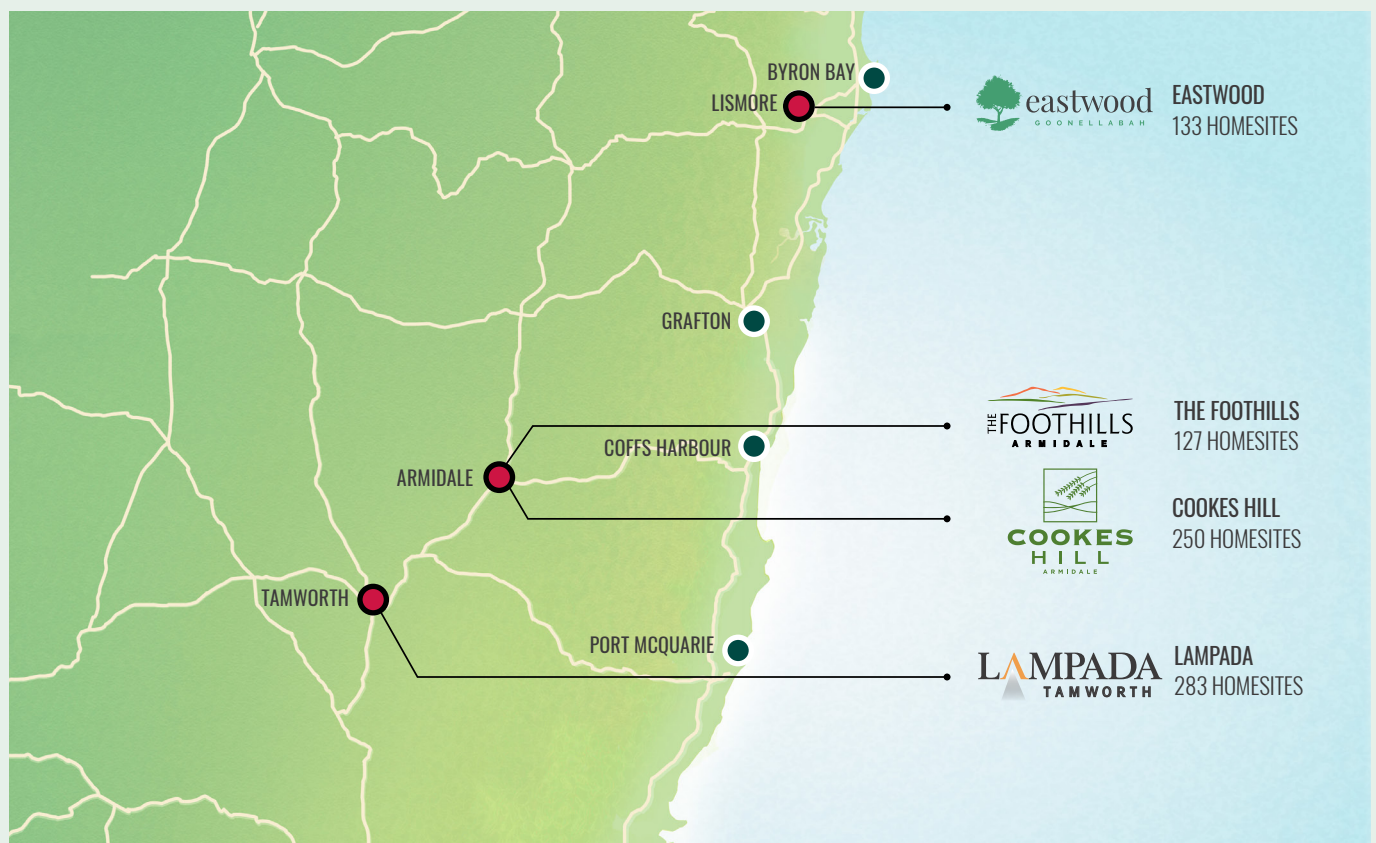 BYRON BAY
LISMORE
eastwood
GOONELLABAH
EASTWOOD
133 HOMESITES
GRAFTON
COFFS HARBOUR
ARMIDALE
THE FOOTHILLS
ARMIDALE
THE FOOTHILLS
127 HOMESITES
COOKES
HILL
ARMIDALE
COOKES HILL
250 HOMESITES
TAMWORTH
PORT MCQUARIE
LAMPADA
TAMWORTH
LAMPADA
283 HOMESITES